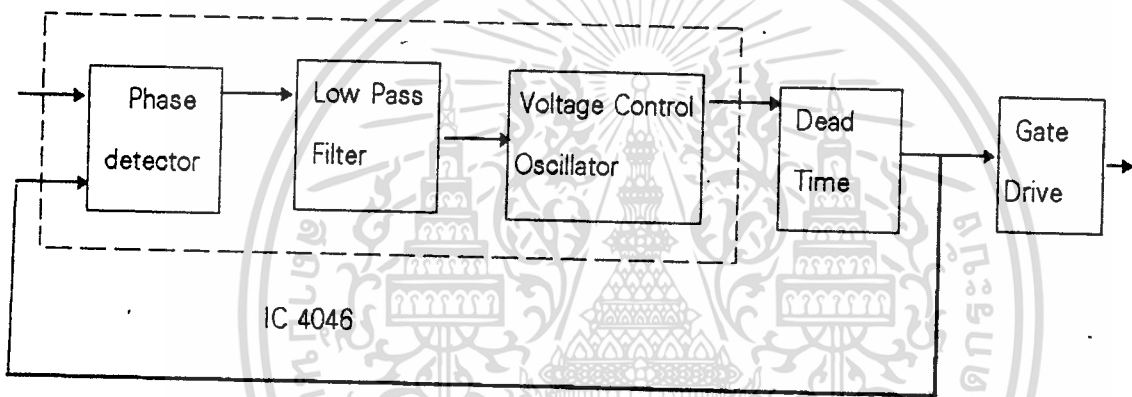 Phase
detector
Low Pass
Filter
Voltage Control
Oscillator
Dead
Time
Gate
Drive
IC 4046